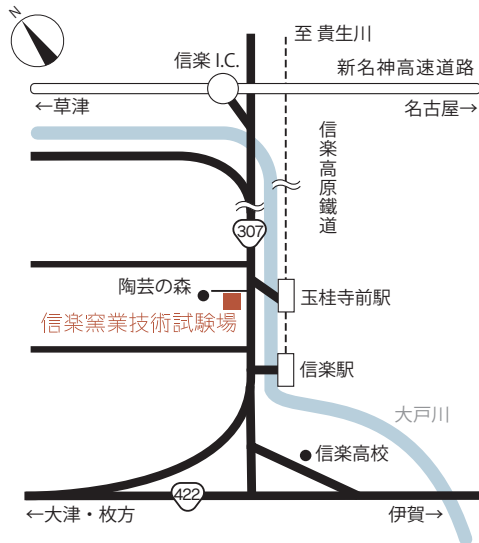 N
至 貴生川
信楽 I.C.
新名神高速道路
←草津
名古屋→
信楽高原鐵道
307
陶芸の森
玉桂寺前駅
信楽窯業技術試験場
信楽駅
大戸川
信楽高校
422
←大津・枚方
伊賀→